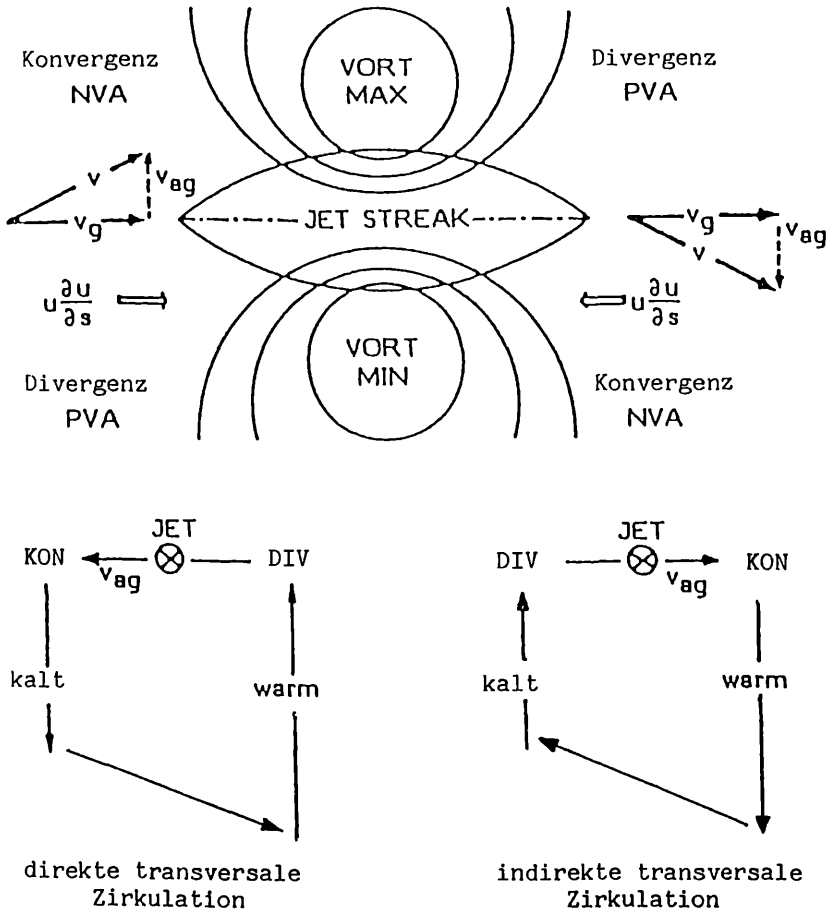 Konvergenz
NVA
VORT
MAX
Divergenz
PVA
v
v_ag
v_g
JET STREAK
v_g
v
v_ag
u ∂u/∂s
u ∂u/∂s
Divergenz
PVA
VORT
MIN
Konvergenz
NVA
KON
JET
v_ag
DIV
DIV
JET
v_ag
KON
kalt
warm
kalt
warm
direkte transversale
Zirkulation
indirekte transversale
Zirkulation